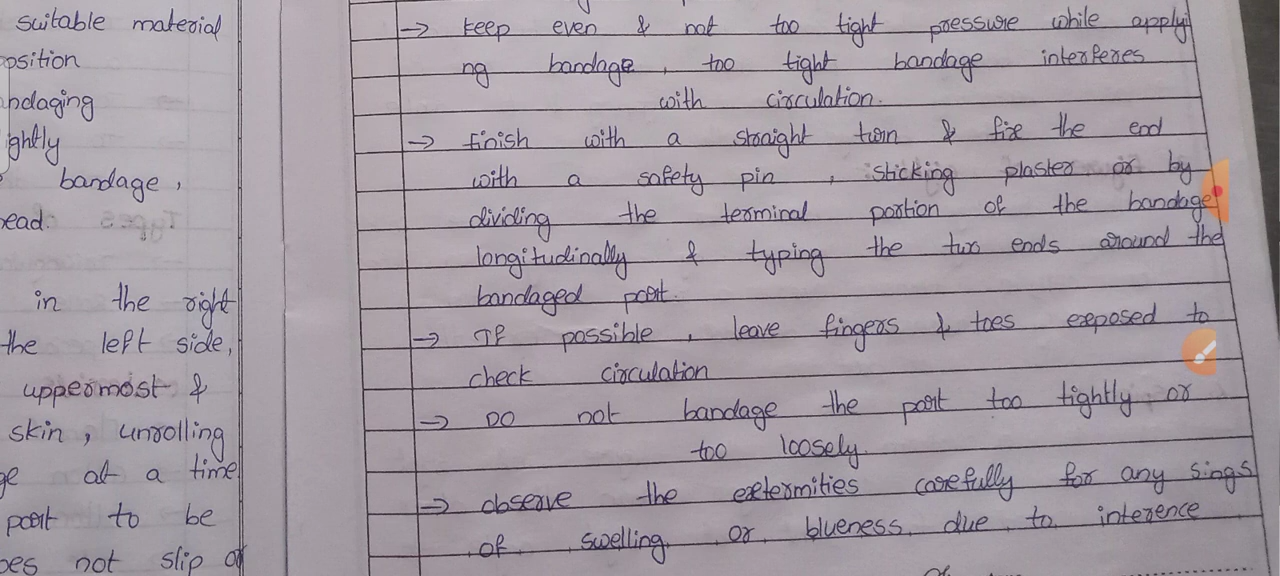 suitable material
osition
ndaging
ghtly
bandage,
ead.
in the right
the left side,
uppermost &
skin, unrolling
ge at a time
part to be
oes not slip or
→ Keep even & not too tight pressure while apply
ng bandage, too tight bandage interferes
with circulation.
→ finish with a straight turn & fix the end
with a safety pin, sticking plaster or by
dividing the terminal portion of the bandage
longitudinally & typing the two ends around the
bandaged part.
→ If possible, leave fingers & toes exposed to
check circulation
→ Do not bandage the part too tightly or
too loosely.
→ observe the extermities carefully for any sings
of swelling or blueness due to interence